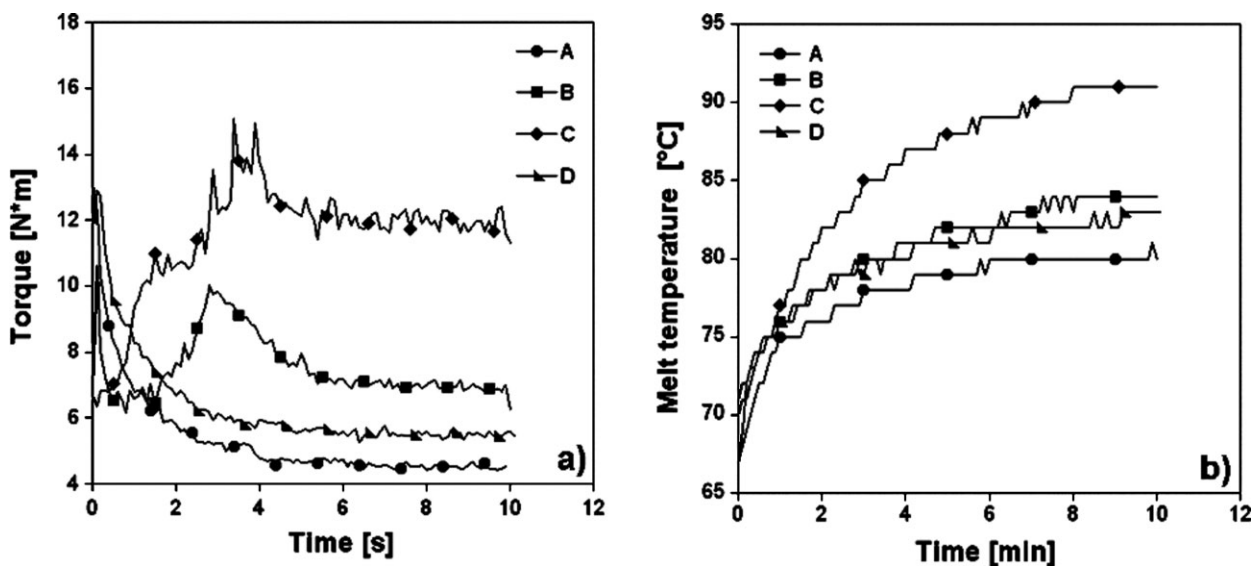 18
16
14
12
10
8
6
4
Torque [N*m]
0 2 4 6 8 10 12
Time [s]
A
B
C
D
a)
95
90
85
80
75
70
65
Melt temperature [°C]
0 2 4 6 8 10 12
Time [min]
A
B
C
D
b)